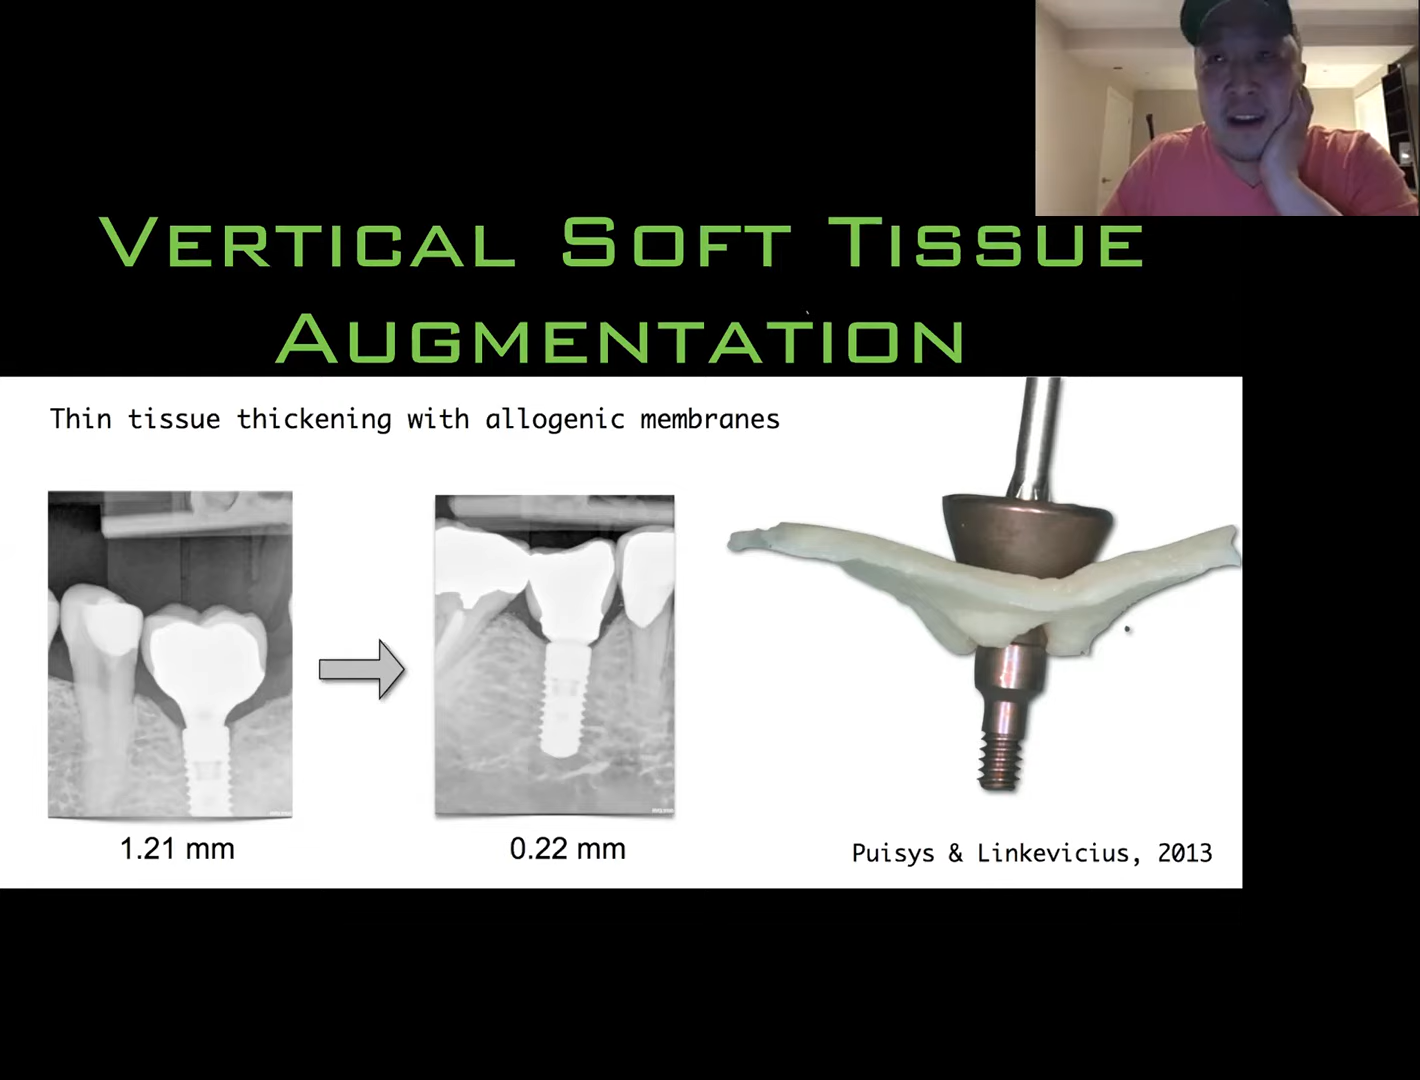 VERTICAL SOFT TISSUE
AUGMENTATION
Thin tissue thickening with allogenic membranes
1.21 mm
0.22 mm
Puisys & Linkevicius, 2013